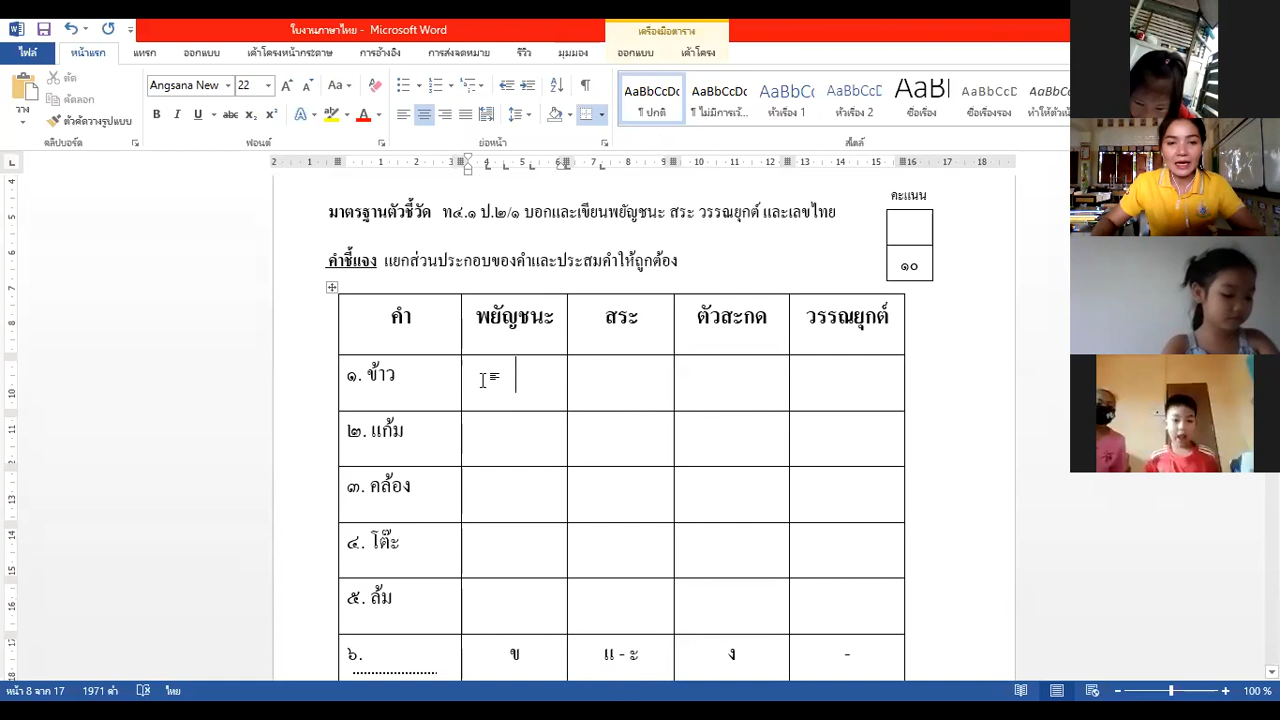 ใบงานภาษาไทย - Microsoft Word
เครื่องมือตาราง
ไฟล์ หน้าแรก แทรก ออกแบบ เค้าโครงหน้ากระดาษ การอ้างอิง การส่งจดหมาย รีวิว มุมมอง ออกแบบ เค้าโครง
วาง
ตัด
คัดลอก
ตัวคัดวางรูปแบบ
คลิปบอร์ด
Angsana New 22
ฟอนต์
ย่อหน้า
AaBbCcDc AaBbCcDc AaBbCc AaBbCcDc AaBl AaBbCcDc AaBbCcDc
¶ ปกติ ¶ ไม่มีการเว้... หัวเรื่อง 1 หัวเรื่อง 2 ชื่อเรื่อง ชื่อเรื่องรอง ทำให้ตัวเน้
สไตล์
คะแนน
๑๐
มาตรฐานตัวชี้วัด ท๔.๑ ป.๒/๑ บอกและเขียนพยัญชนะ สระ วรรณยุกต์ และเลขไทย
คำชี้แจง แยกส่วนประกอบของคำและประสมคำให้ถูกต้อง
คำ พยัญชนะ สระ ตัวสะกด วรรณยุกต์
๑. ข้าว
๒. แก้ม
๓. คล้อง
๔. โต๊ะ
๕. ล้ม
๖. ................... ข แ - ะ ง -
หน้า 8 จาก 17 1971 คำ ไทย 100 %